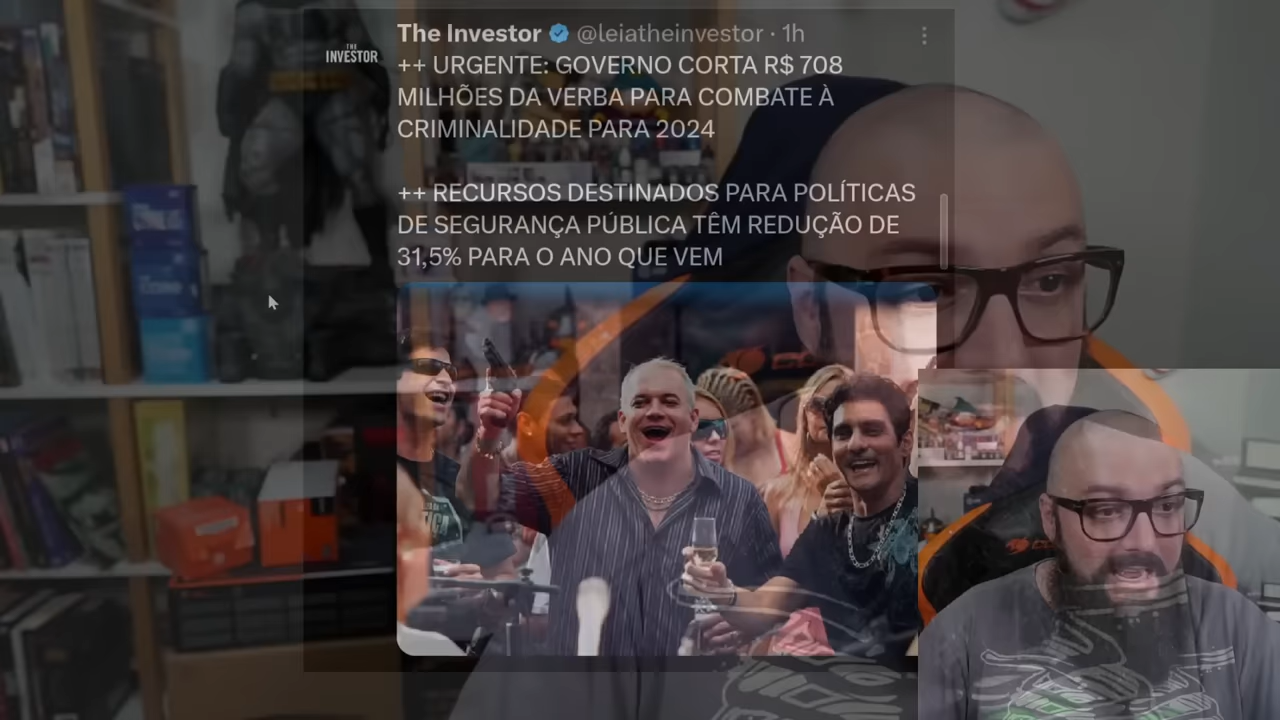 The Investor @leiatheinvestor · 1h
THE
INVESTOR
++ URGENTE: GOVERNO CORTA R$ 708
MILHÕES DA VERBA PARA COMBATE À
CRIMINALIDADE PARA 2024
++ RECURSOS DESTINADOS PARA POLÍTICAS
DE SEGURANÇA PÚBLICA TÊM REDUÇÃO DE
31,5% PARA O ANO QUE VEM